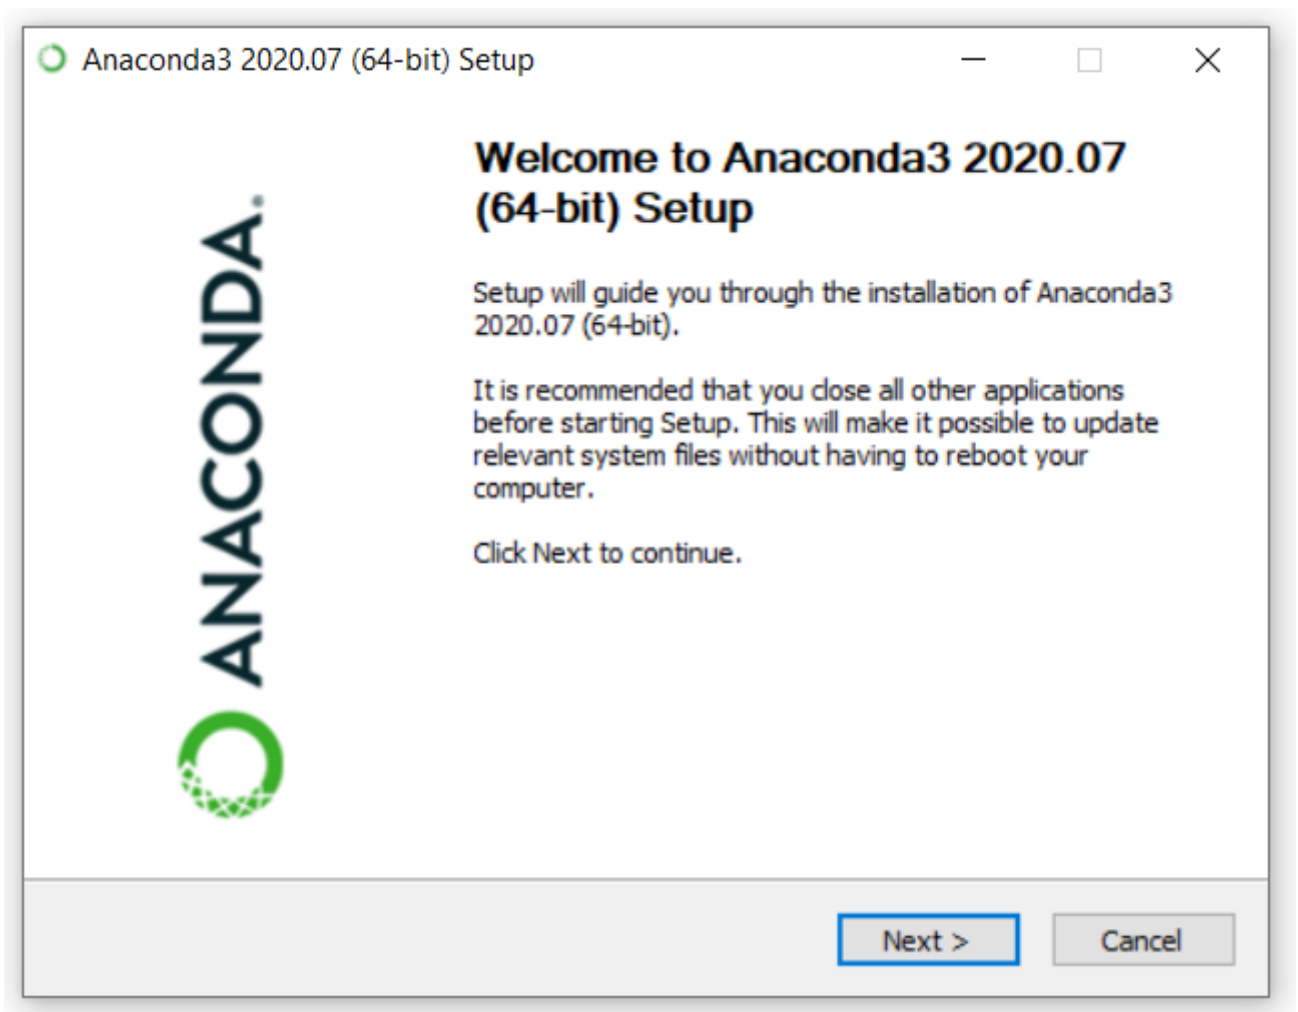 Anaconda3 2020.07 (64-bit) Setup
Welcome to Anaconda3 2020.07
(64-bit) Setup
ANACONDA.
Setup will guide you through the installation of Anaconda3
2020.07 (64-bit).
It is recommended that you close all other applications
before starting Setup. This will make it possible to update
relevant system files without having to reboot your
computer.
Click Next to continue.
Next >
Cancel